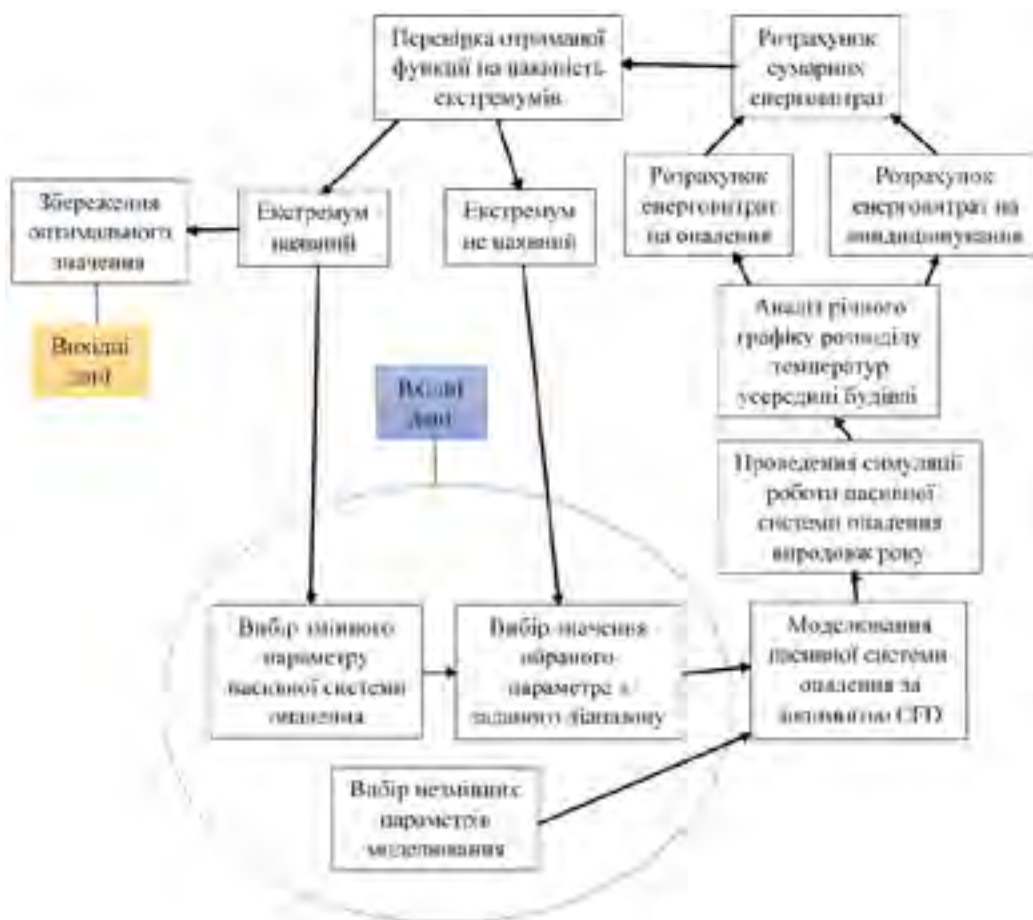 Перевірка отриманої
функції на наявність
екстремумів
Розрахунок
сумарних
енерговитрат
Збереження
оптимального
значення
Екстремум
наявний
Екстремум
не наявний
Розрахунок
енерговитрат
на опалення
Розрахунок
енерговитрат на
кондиціонування
Вихідні
дані
Вхідні
дані
Аналіз річного
графіку розподілу
температур
усередині будівлі
Проведення симуляції
роботи пасивної
системи опалення
впродовж року
Вибір змінного
параметру
пасивної системи
опалення
Вибір значення
обраного
параметре з
заданого діапазону
Моделювання
пасивної системи
опалення за
допомогою CFD
Вибір незмінних
параметрів
моделювання